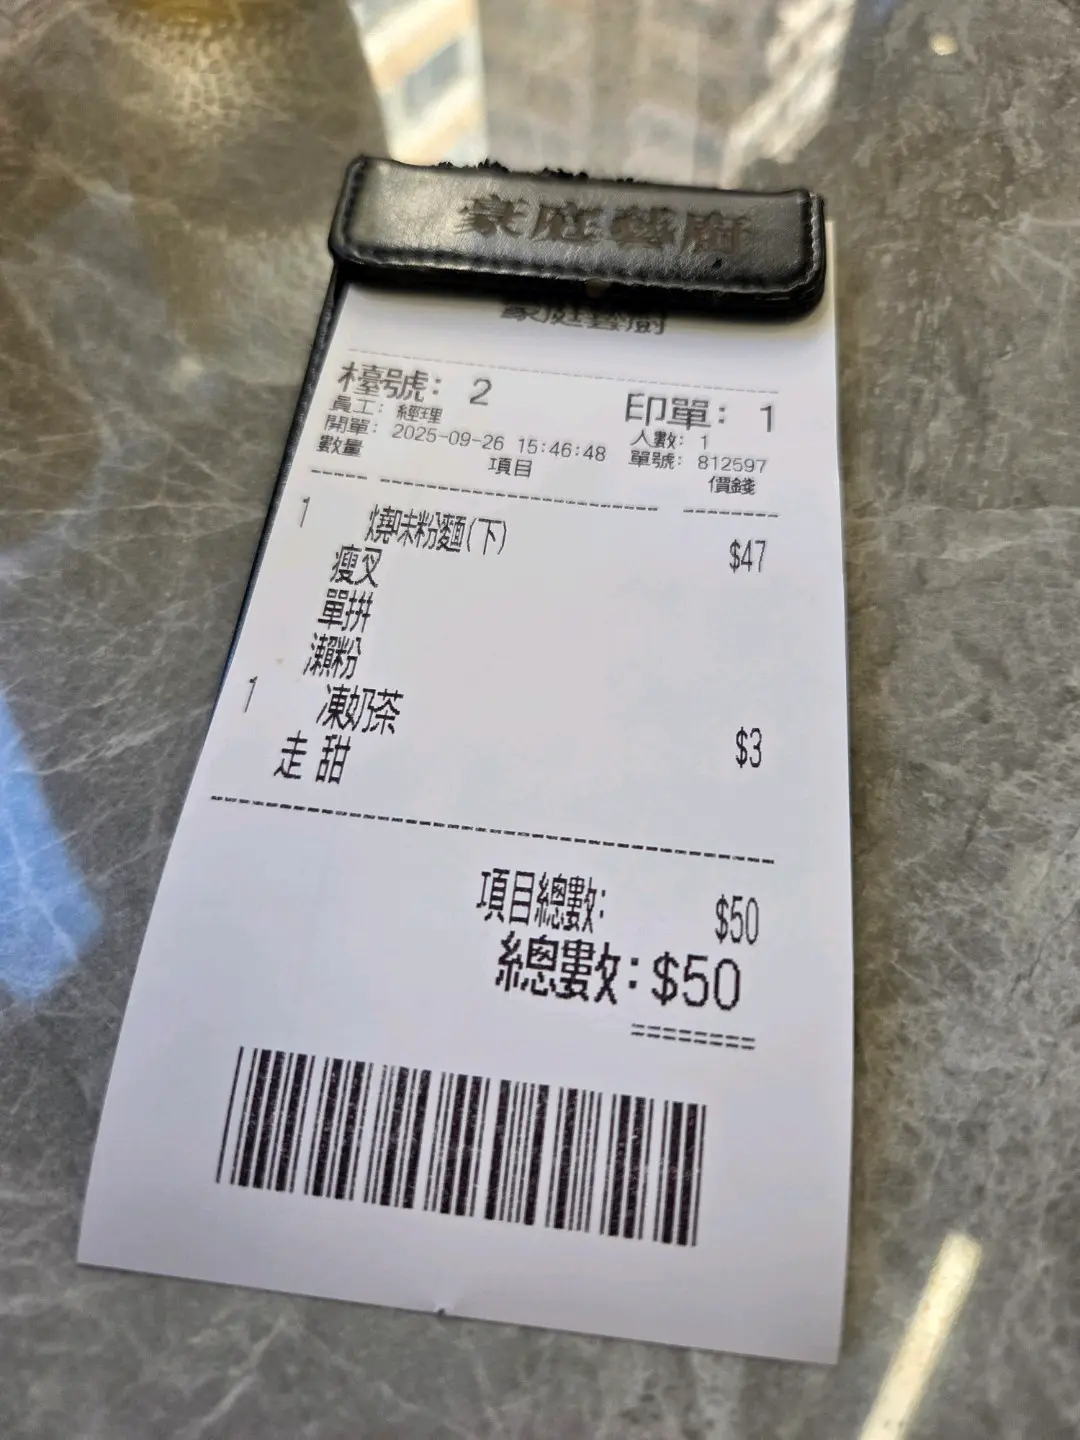 豪庭藝廚
豪庭藝廚
檯號: 2 印單: 1
員工: 經理 人數: 1
開單: 2025-09-26 15:46:48 單號: 812597
數量 項目 價錢
1 燒味粉麵(下) $47
瘦叉
單拼
瀨粉
1 凍奶茶 $3
走 甜
項目總數: $50
總數: $50
========